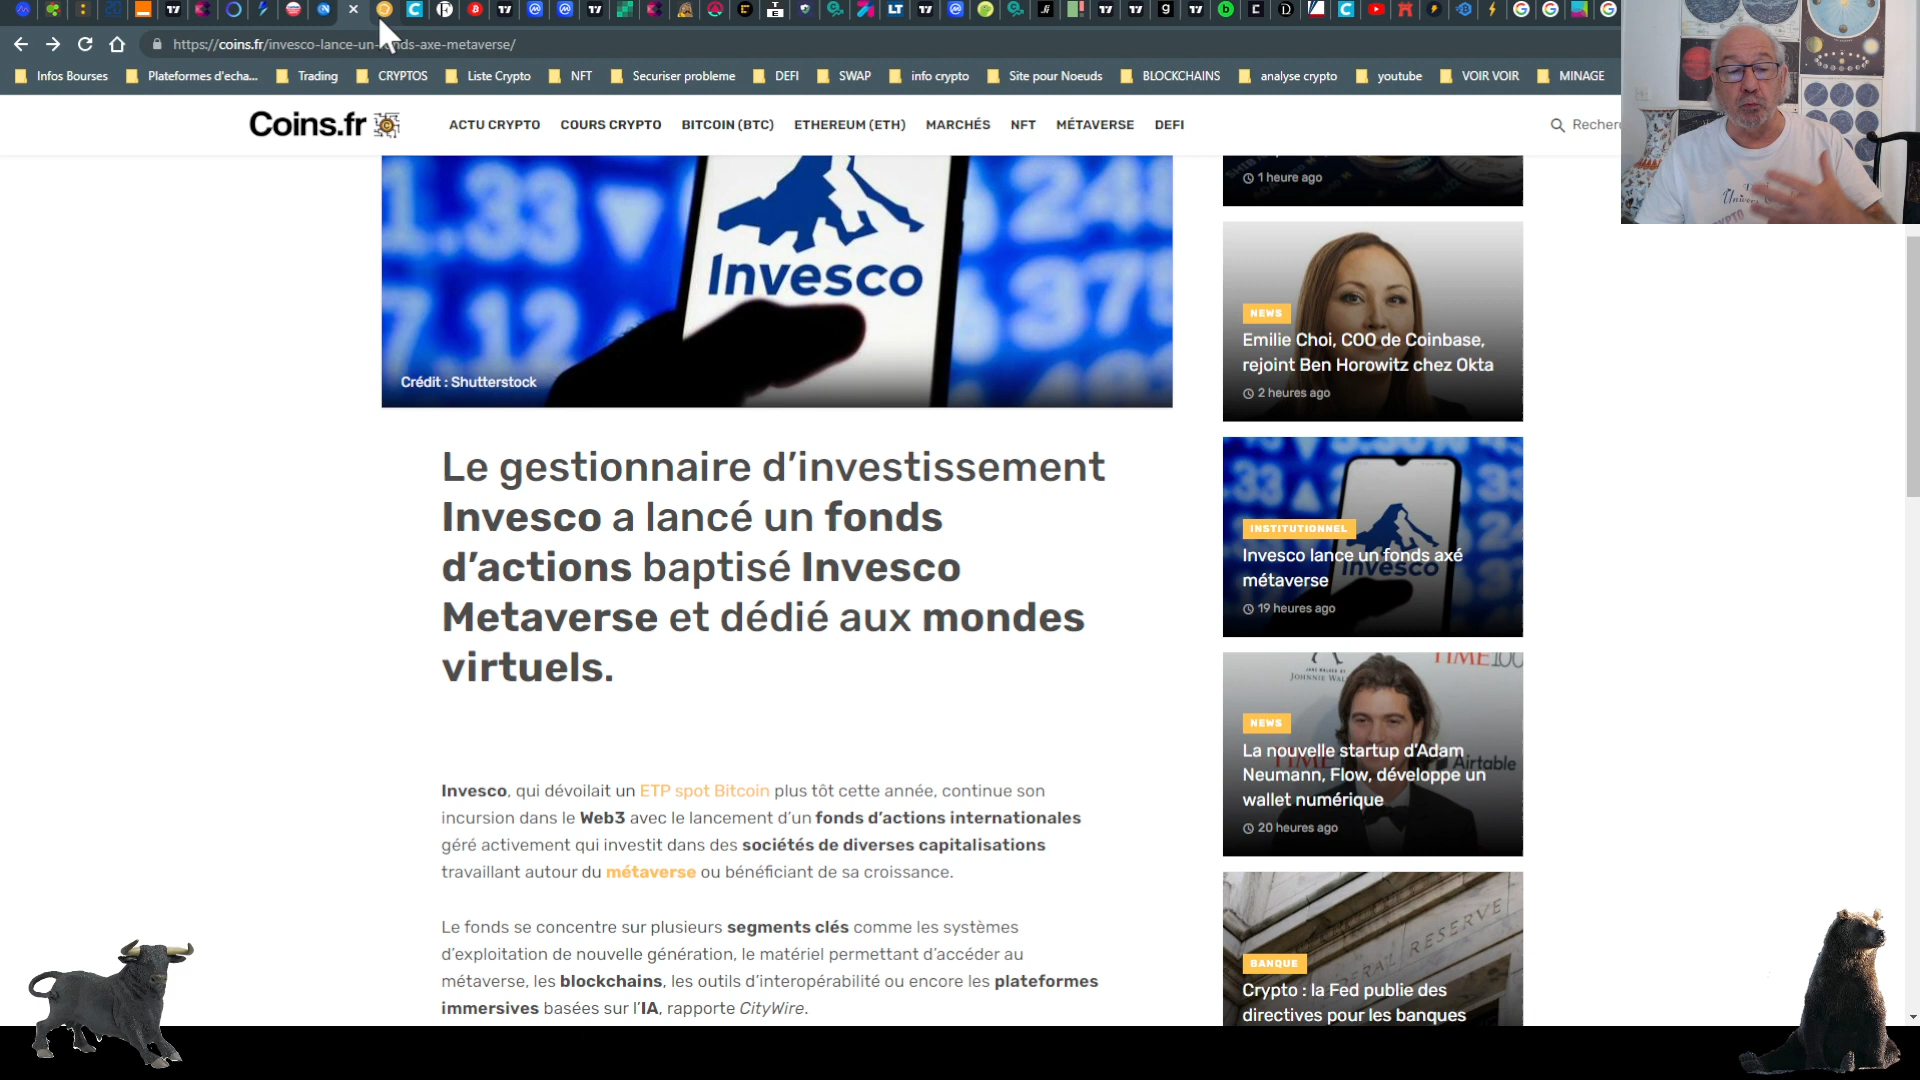 https://coins.fr/invesco-lance-un-fonds-axe-metaverse/
Infos Bourses
Plateformes d'echa...
Trading
CRYPTOS
Liste Crypto
NFT
Securiser probleme
DEFI
SWAP
info crypto
Site pour Noeuds
BLOCKCHAINS
analyse crypto
youtube
VOIR VOIR
MINAGE
Coins.fr
ACTU CRYPTO
COURS CRYPTO
BITCOIN (BTC)
ETHEREUM (ETH)
MARCHÉS
NFT
MÉTAVERSE
DEFI
Recher
Invesco
Crédit : Shutterstock
Le gestionnaire d’investissement
Invesco a lancé un fonds
d’actions baptisé Invesco
Metaverse et dédié aux mondes
virtuels.
Invesco, qui dévoilait un ETP spot Bitcoin plus tôt cette année, continue son
incursion dans le Web3 avec le lancement d’un fonds d’actions internationales
géré activement qui investit dans des sociétés de diverses capitalisations
travaillant autour du métaverse ou bénéficiant de sa croissance.
Le fonds se concentre sur plusieurs segments clés comme les systèmes
d’exploitation de nouvelle génération, le matériel permettant d’accéder au
métaverse, les blockchains, les outils d’interopérabilité ou encore les plateformes
immersives basées sur l’IA, rapporte CityWire.
1 heure ago
NEWS
Emilie Choi, COO de Coinbase,
rejoint Ben Horowitz chez Okta
2 heures ago
INSTITUTIONNEL
Invesco lance un fonds axé
métaverse
Invesco
19 heures ago
TIME100
JOHNNIE WAL
NEWS
La nouvelle startup d’Adam
Neumann, Flow, développe un
wallet numérique
TIME
Airtable
20 heures ago
FEDERAL RESERVE
BANQUE
Crypto : la Fed publie des
directives pour les banques